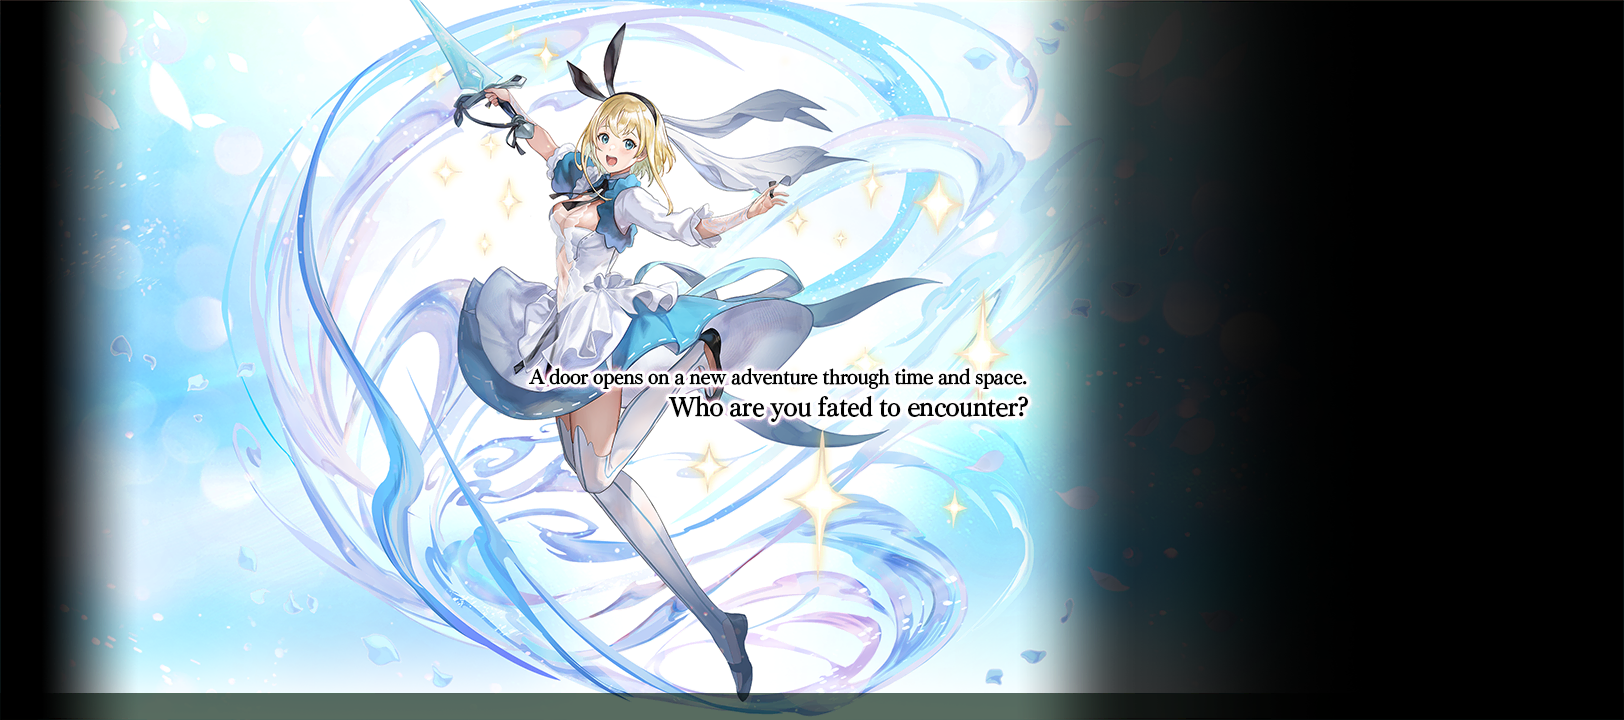 A door opens on a new adventure through time and space.
Who are you fated to encounter?